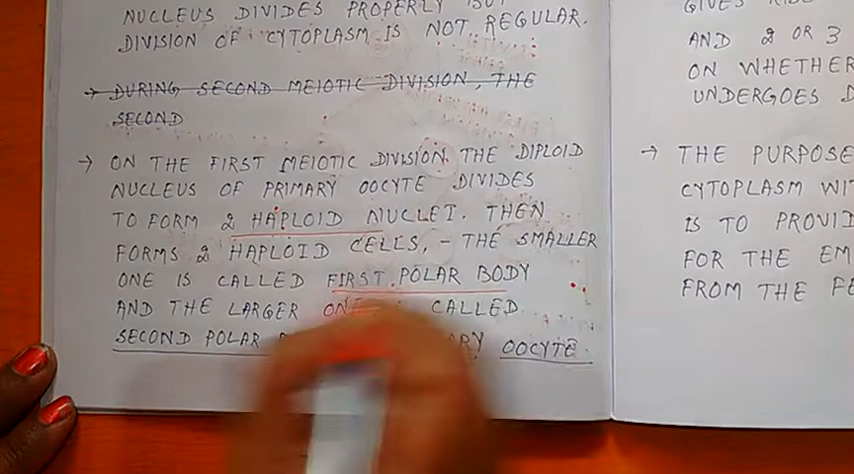 NUCLEUS DIVIDES PROPERLY BUT
DIVISION OF CYTOPLASM IS NOT REGULAR.
→ DURING SECOND MEIOTIC DIVISION, THE
SECOND
→ ON THE FIRST MEIOTIC DIVISION THE DIPLOID
NUCLEUS OF PRIMARY OOCYTE DIVIDES
TO FORM 2 HAPLOID NUCLEI. THEN
FORMS 2 HAPLOID CELLS, - THE SMALLER
ONE IS CALLED FIRST POLAR BODY
AND THE LARGER ONE CALLED
SECOND POLAR OOCYTE.
GIVES
AND 2 OR 3
ON WHETHER
UNDERGOES
→ THE PURPOSE
CYTOPLASM
IS TO
FOR THE
FROM THE